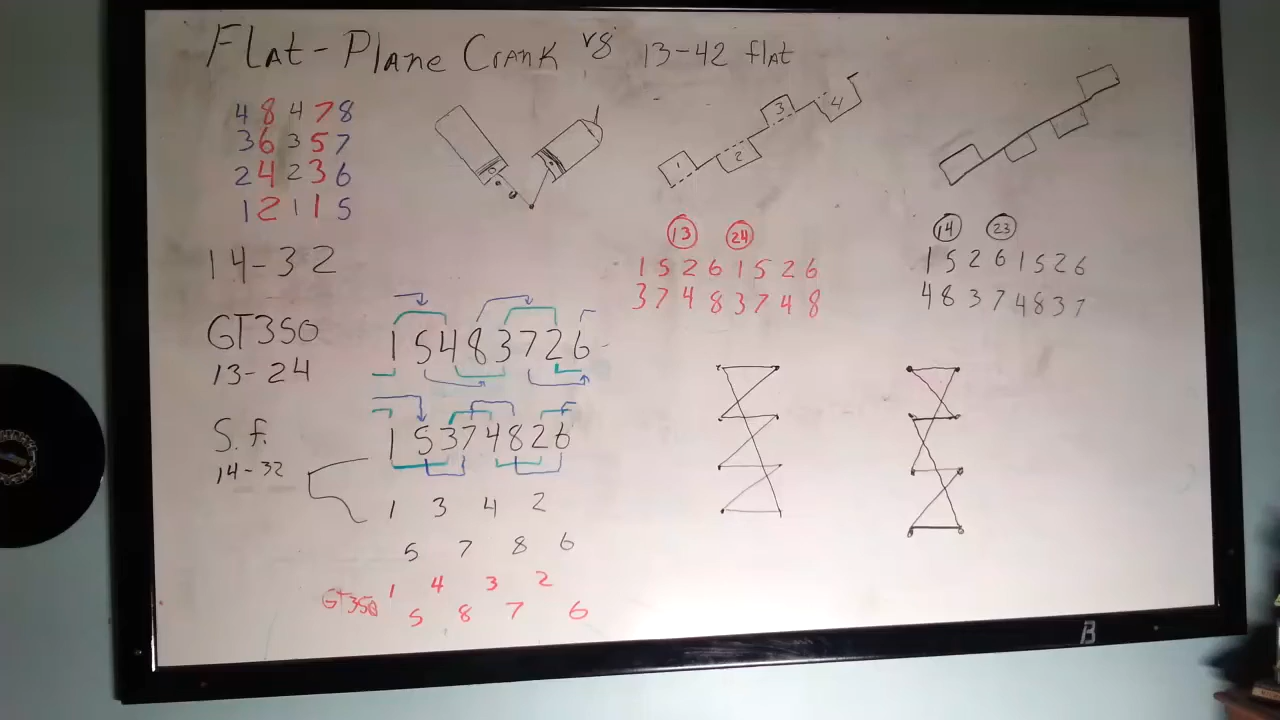 FLAt-Plane CRANK vs 13-42 flAt
4 8 4 7 8
3 6 3 5 7
2 4 2 3 6
1 2 1 1 5
14-32
GT350
13-24
S.f.
14-32
1 5 4 8 3 7 2 6
1 5 3 7 4 8 2 6
1 3 4 2
5 7 8 6
GT350 1 4 3 2
5 8 7 6
1 2 3 4
13 24
1 5 2 6 1 5 2 6
3 7 4 8 3 7 4 8
14 23
1 5 2 6 1 5 2 6
4 8 3 7 4 8 3 7
B